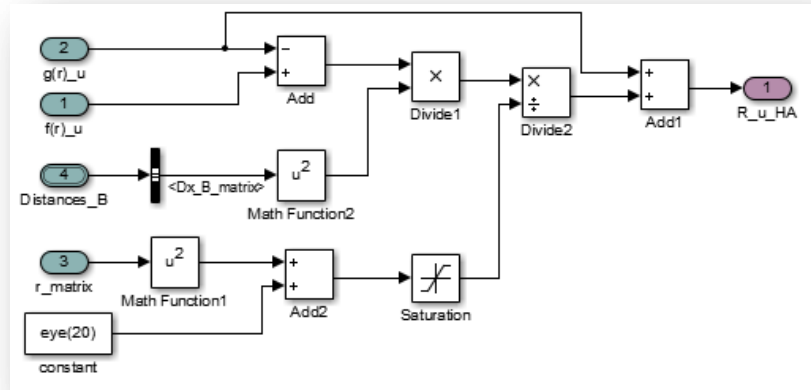 2
g(r)_u
1
f(r)_u
− +
Add
×
Divide1
× ÷
Divide2
+ +
Add1
1
R_u_HA
4
Distances_B
<Dx_B_matrix>
u²
Math Function2
3
r_matrix
u²
Math Function1
+ +
Add2
Saturation
eye(20)
constant